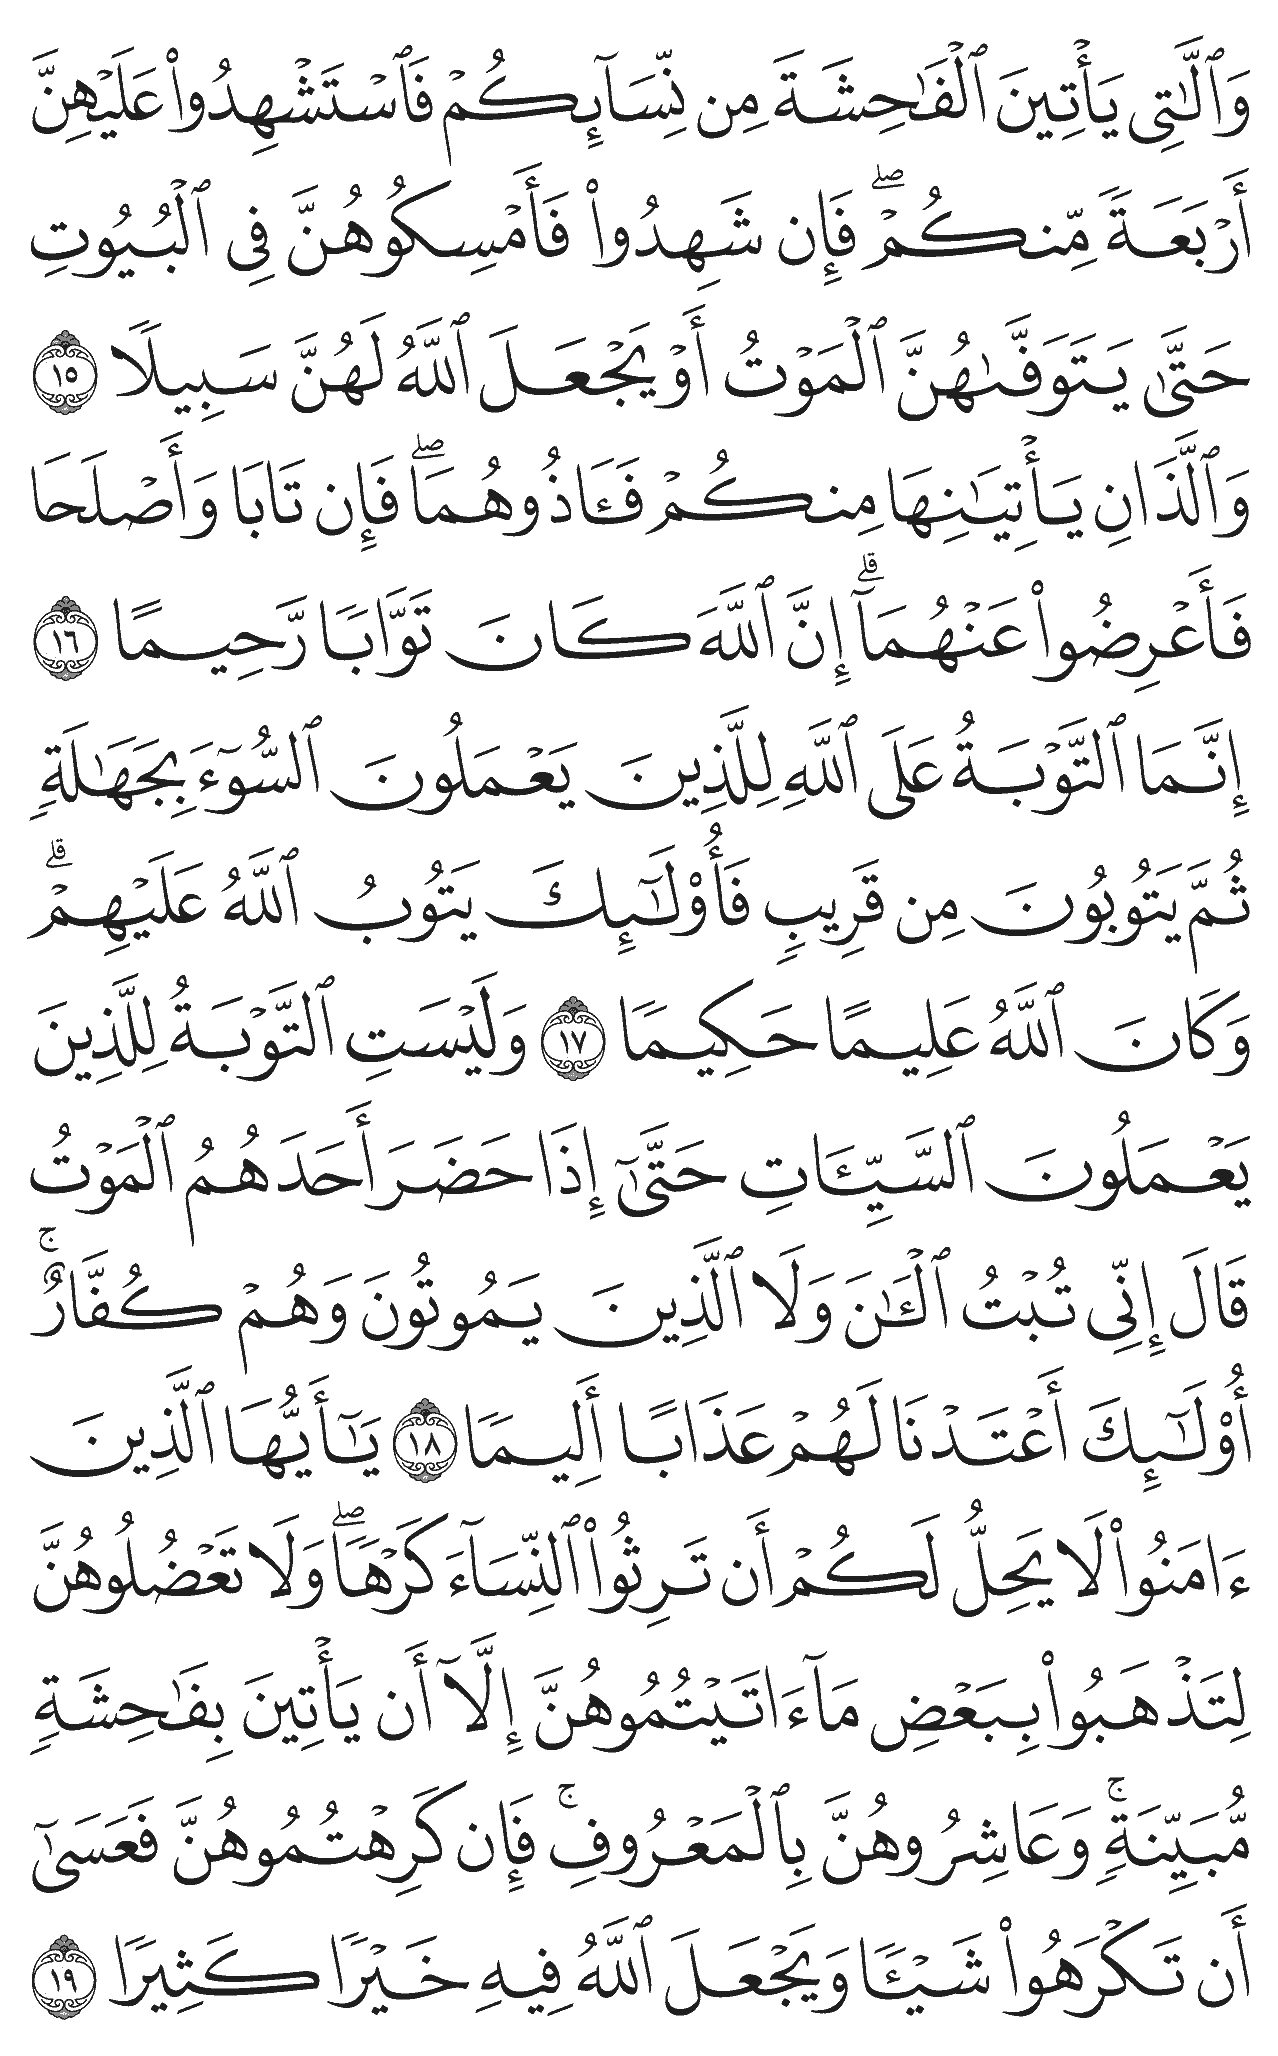 وَٱلَّـٰتِى يَأۡتِينَ ٱلۡفَـٰحِشَةَ مِن نِّسَآئِكُمۡ فَٱسۡتَشۡهِدُوا۟ عَلَيۡهِنَّ
أَرۡبَعَةً مِّنكُمۡۖ فَإِن شَهِدُوا۟ فَأَمۡسِكُوهُنَّ فِى ٱلۡبُيُوتِ
حَتَّىٰ يَتَوَفَّىٰهُنَّ ٱلۡمَوۡتُ أَوۡ يَجۡعَلَ ٱللَّهُ لَهُنَّ سَبِيلًا ١٥
وَٱلَّذَانِ يَأۡتِيَـٰنِهَا مِنكُمۡ فَـَٔاذُوهُمَاۖ فَإِن تَابَا وَأَصۡلَحَا
فَأَعۡرِضُوا۟ عَنۡهُمَآۗ إِنَّ ٱللَّهَ كَانَ تَوَّابًا رَّحِيمًا ١٦
إِنَّمَا ٱلتَّوۡبَةُ عَلَى ٱللَّهِ لِلَّذِينَ يَعۡمَلُونَ ٱلسُّوٓءَ بِجَهَـٰلَةٍ
ثُمَّ يَتُوبُونَ مِن قَرِيبٍ فَأُو۟لَـٰٓئِكَ يَتُوبُ ٱللَّهُ عَلَيۡهِمۡۗ
وَكَانَ ٱللَّهُ عَلِيمًا حَكِيمًا ١٧ وَلَيۡسَتِ ٱلتَّوۡبَةُ لِلَّذِينَ
يَعۡمَلُونَ ٱلسَّيِّـَٔاتِ حَتَّىٰٓ إِذَا حَضَرَ أَحَدَهُمُ ٱلۡمَوۡتُ
قَالَ إِنِّى تُبۡتُ ٱلۡـَٔـٰنَ وَلَا ٱلَّذِينَ يَمُوتُونَ وَهُمۡ كُفَّارٌۚ
أُو۟لَـٰٓئِكَ أَعۡتَدۡنَا لَهُمۡ عَذَابًا أَلِيمًا ١٨ يَـٰٓأَيُّهَا ٱلَّذِينَ
ءَامَنُوا۟ لَا يَحِلُّ لَكُمۡ أَن تَرِثُوا۟ ٱلنِّسَآءَ كَرۡهًاۖ وَلَا تَعۡضُلُوهُنَّ
لِتَذۡهَبُوا۟ بِبَعۡضِ مَآ ءَاتَيۡتُمُوهُنَّ إِلَّآ أَن يَأۡتِينَ بِفَـٰحِشَةٍ
مُّبَيِّنَةٍۚ وَعَاشِرُوهُنَّ بِٱلۡمَعۡرُوفِۚ فَإِن كَرِهۡتُمُوهُنَّ فَعَسَىٰٓ
أَن تَكۡرَهُوا۟ شَيۡـًٔا وَيَجۡعَلَ ٱللَّهُ فِيهِ خَيۡرًا كَثِيرًا ١٩